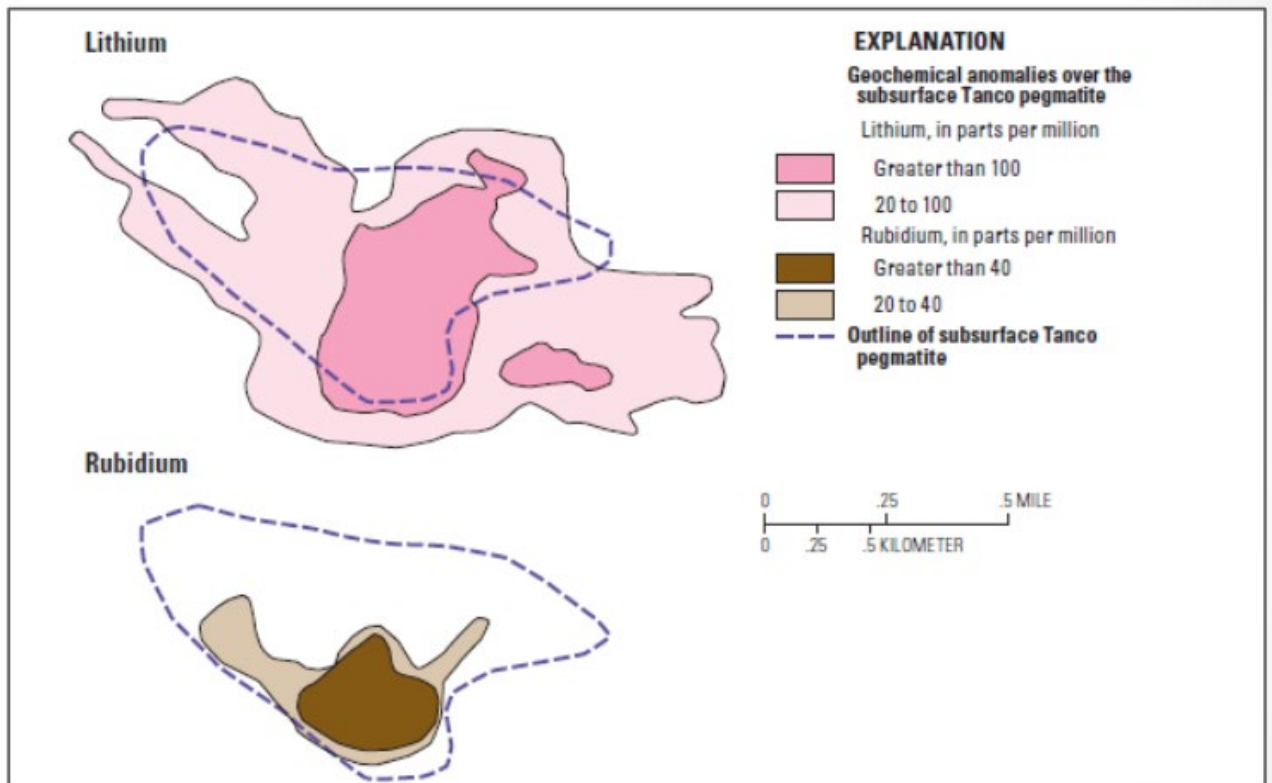 Lithium
EXPLANATION
Geochemical anomalies over the
subsurface Tanco pegmatite
Lithium, in parts per million
Greater than 100
20 to 100
Rubidium, in parts per million
Greater than 40
20 to 40
Outline of subsurface Tanco
pegmatite
Rubidium
0 .25 .5 MILE
0 .25 .5 KILOMETER